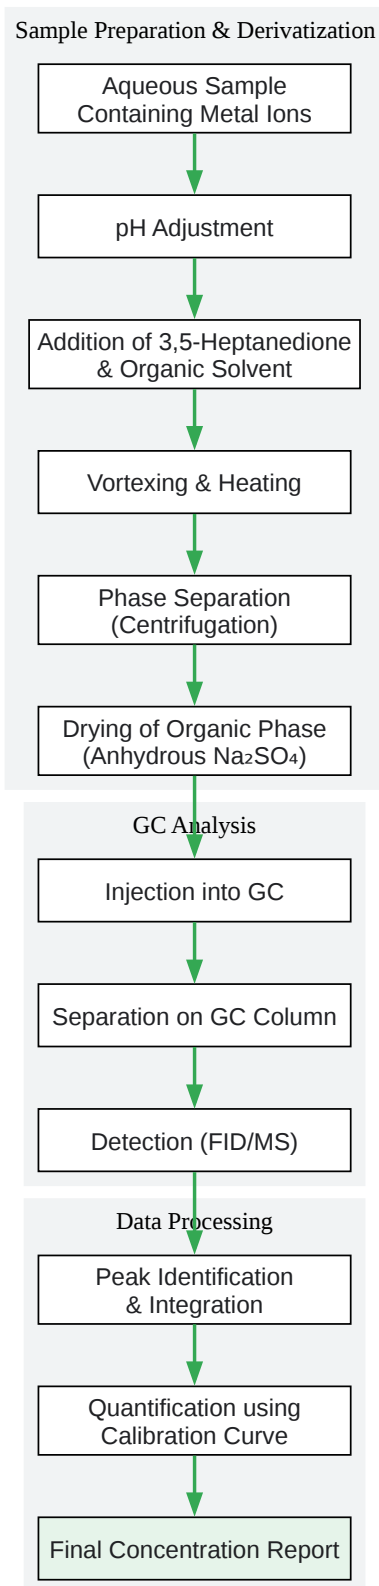 Sample Preparation & Derivatization
Aqueous Sample
Containing Metal Ions
pH Adjustment
Addition of 3,5-Heptanedione
& Organic Solvent
Vortexing & Heating
Phase Separation
(Centrifugation)
Drying of Organic Phase
(Anhydrous Na₂SO₄)
GC Analysis
Injection into GC
Separation on GC Column
Detection (FID/MS)
Data Processing
Peak Identification
& Integration
Quantification using
Calibration Curve
Final Concentration Report